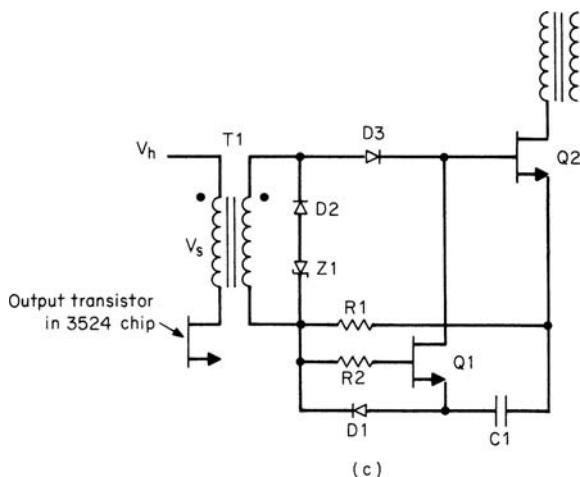 T1
D3
Vh
Q2
D2
Vs
Z1
Output transistor
in 3524 chip
R1
R2
Q1
D1
C1
(c)